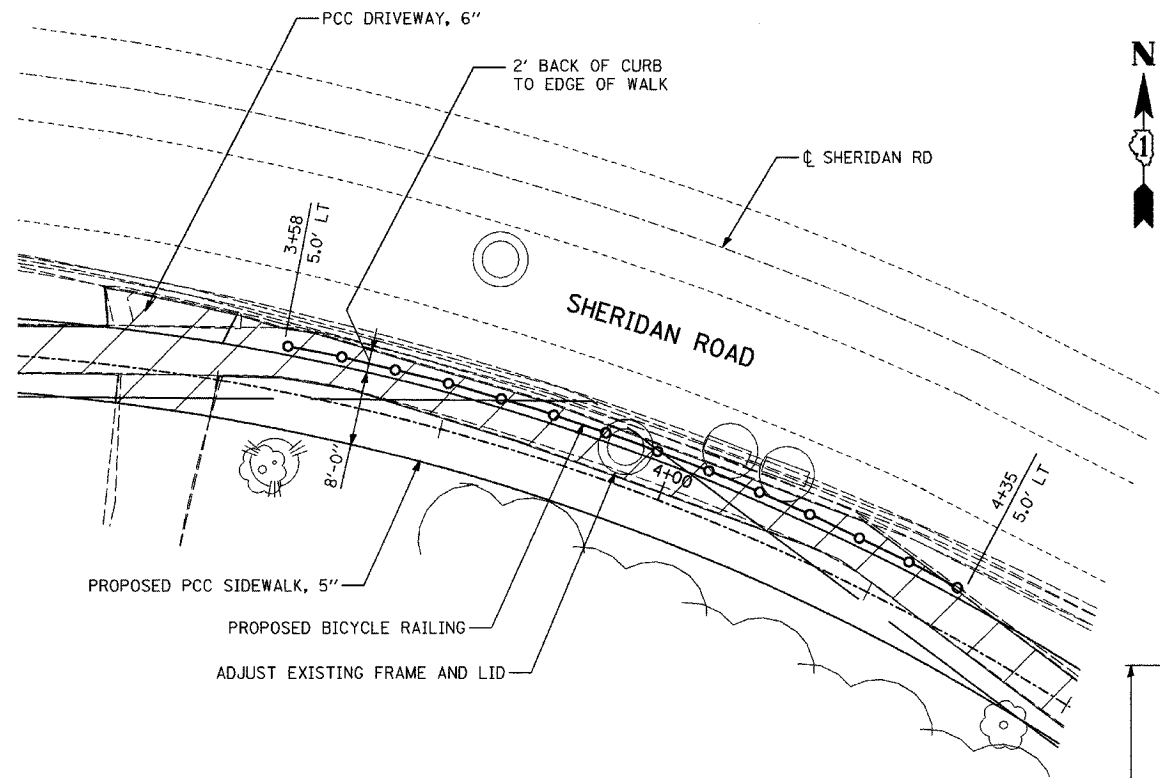 PCC DRIVEWAY, 6"
2' BACK OF CURB
TO EDGE OF WALK
N
1
℄ SHERIDAN RD
3+58
5.0' LT
SHERIDAN ROAD
8'-0"
4+00
4+35
5.0' LT
PROPOSED PCC SIDEWALK, 5"
PROPOSED BICYCLE RAILING
ADJUST EXISTING FRAME AND LID